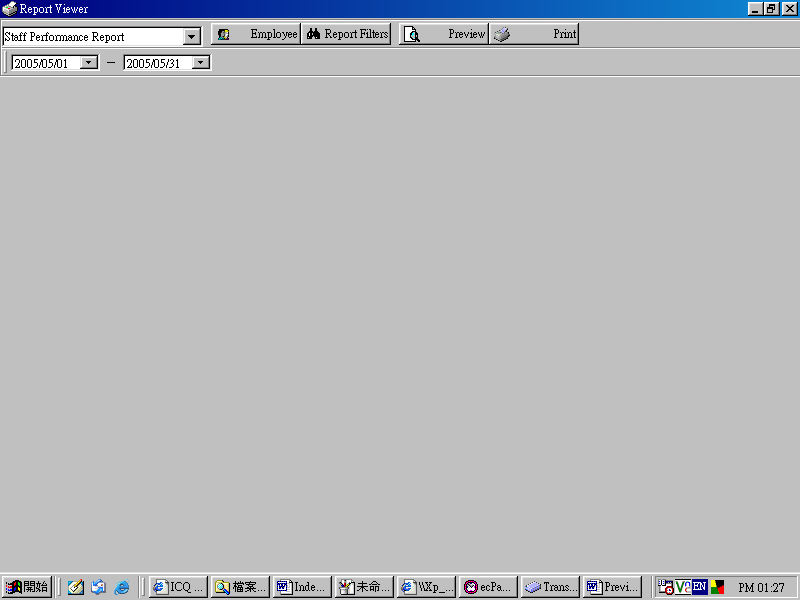 Report Viewer
Staff Performance Report Employee Report Filters Preview Print
2005/05/01 — 2005/05/31
開始 ICQ ... 檔案... Inde... 未命... \\Xp_... ecPa... Trans... Previ... EN PM 01:27